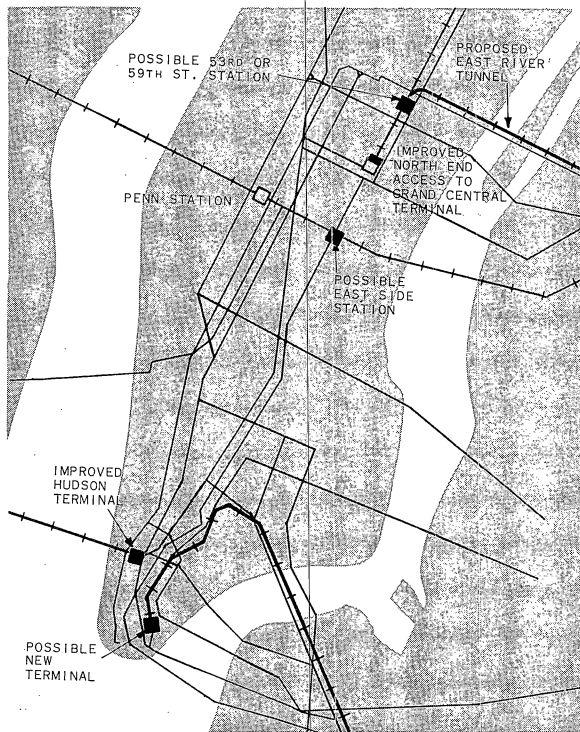 POSSIBLE 53RD OR
59TH ST. STATION
PROPOSED
EAST RIVER
TUNNEL
IMPROVED
NORTH END
ACCESS TO
GRAND CENTRAL
TERMINAL
PENN STATION
POSSIBLE
EAST SIDE
STATION
IMPROVED
HUDSON
TERMINAL
POSSIBLE
NEW
TERMINAL